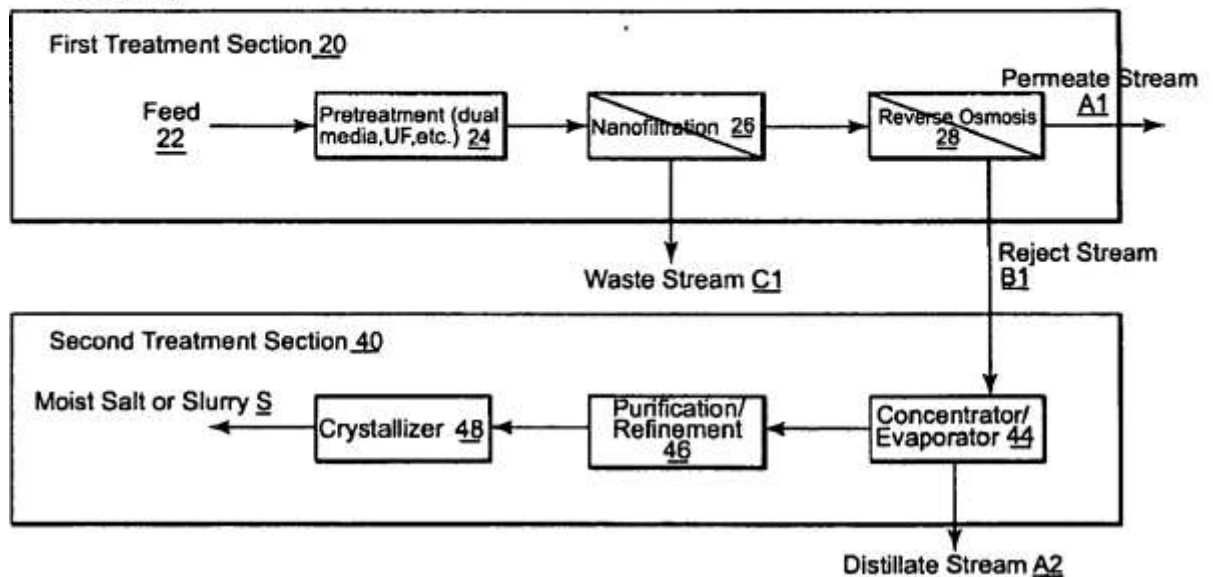 First Treatment Section 20
Feed
22
Pretreatment (dual
media,UF,etc.) 24
Nanofiltration 26
Reverse Osmosis
28
Permeate Stream
A1
Waste Stream C1
Reject Stream
B1
Second Treatment Section 40
Moist Salt or Slurry S
Crystallizer 48
Purification/
Refinement
46
Concentrator/
Evaporator 44
Distillate Stream A2